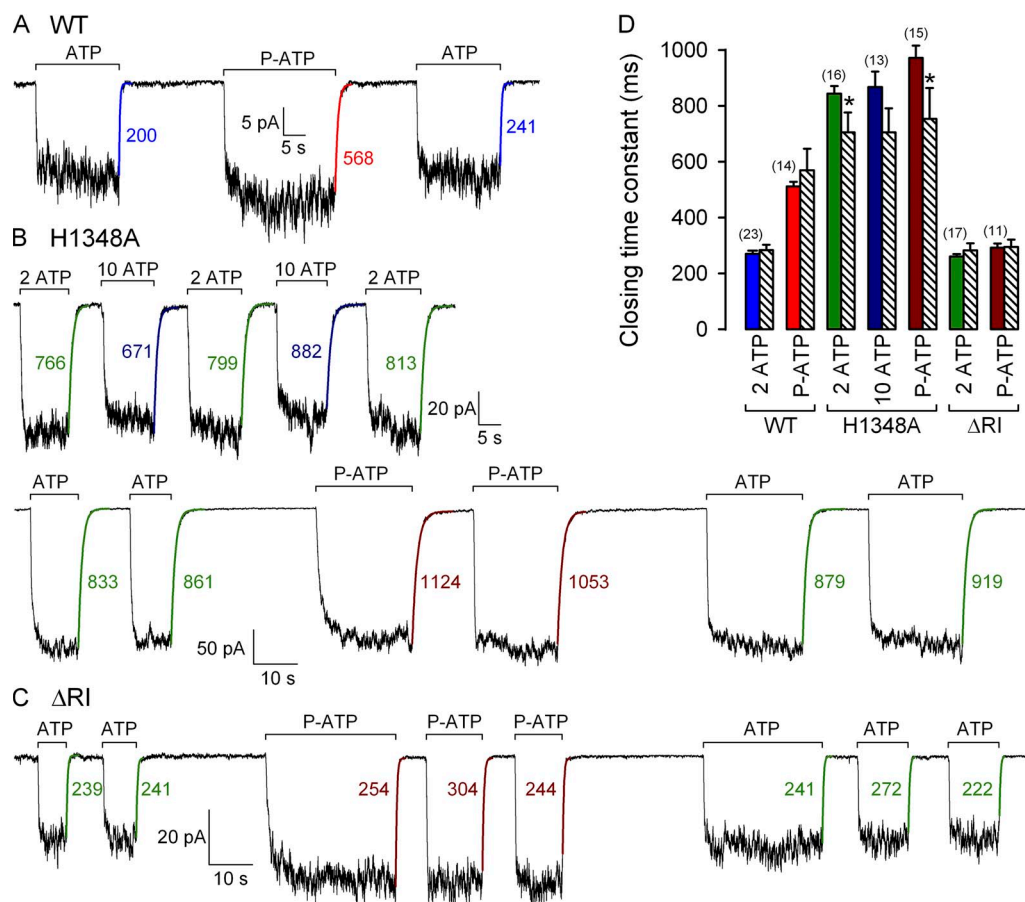 A WT
ATP P-ATP ATP
200 568 241
5 pA
5 s
B H1348A
2 ATP 10 ATP 2 ATP 10 ATP 2 ATP
766 671 799 882 813
20 pA
5 s
ATP ATP P-ATP P-ATP ATP ATP
833 861 1124 1053 879 919
50 pA
10 s
C ΔRI
ATP ATP P-ATP P-ATP P-ATP ATP ATP ATP
239 241 254 304 244 241 272 222
20 pA
10 s
D
Closing time constant (ms)
1000
800
600
400
200
0
(23) (14) (16) (13) (15) (17) (11)
* *
2 ATP P-ATP 2 ATP 10 ATP P-ATP 2 ATP P-ATP
WT H1348A ΔRI